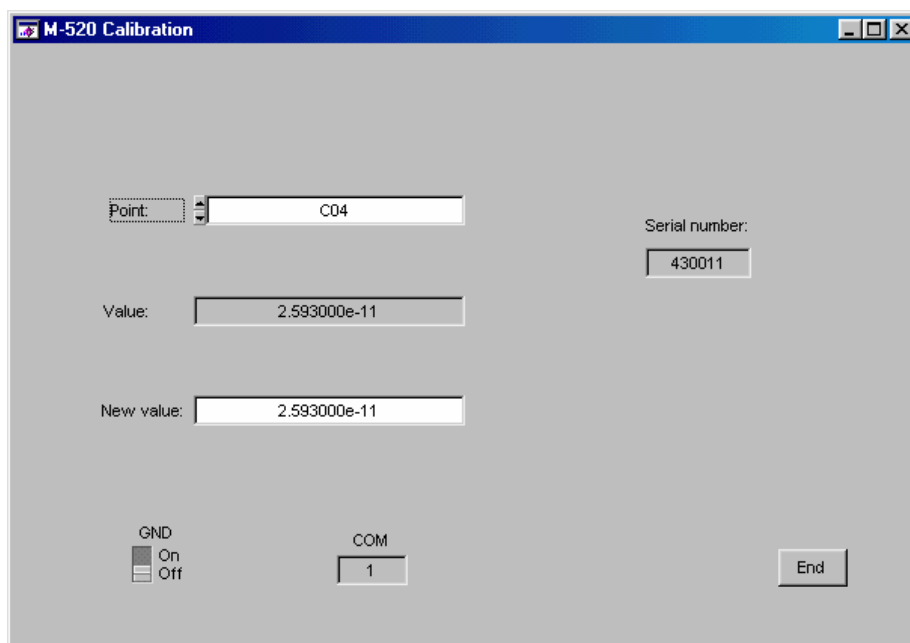 M-520 Calibration
Point: C04
Serial number:
430011
Value: 2.593000e-11
New value: 2.593000e-11
GND
On
Off
COM
1
End